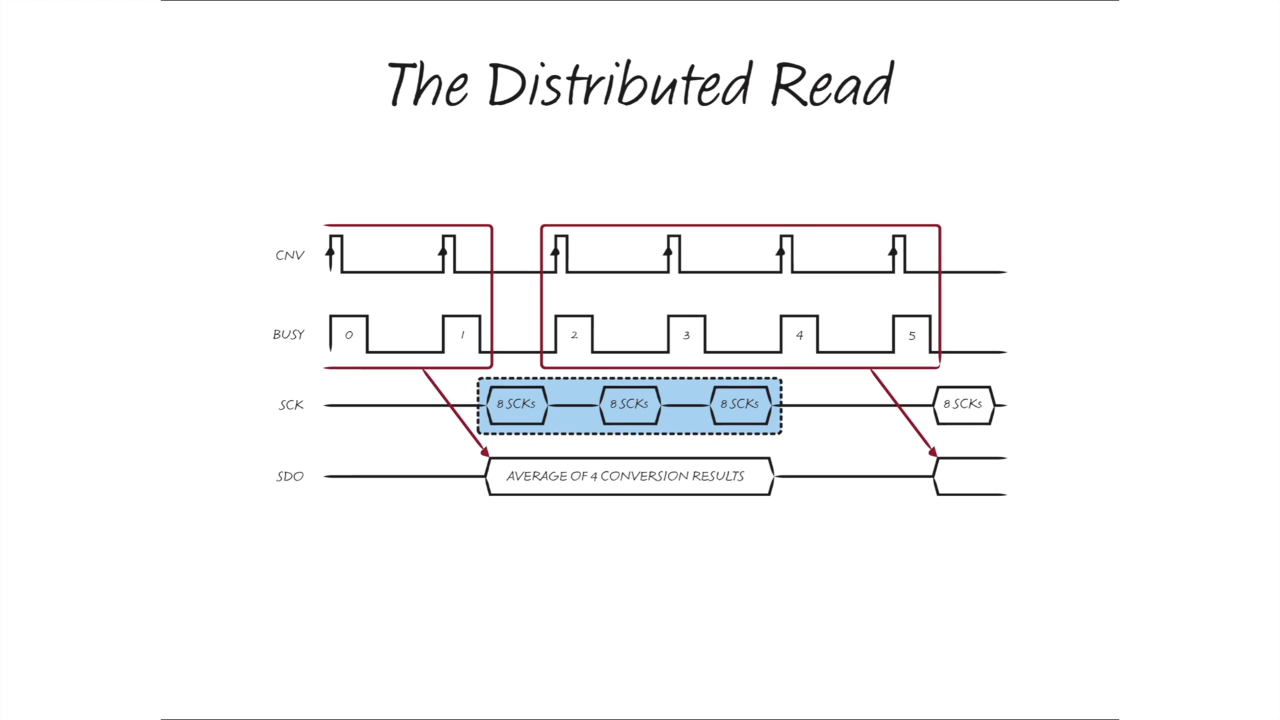 The Distributed Read
CNV
BUSY 0 1 2 3 4 5
SCK 8 SCKs 8 SCKs 8 SCKs 8 SCKs
SDO AVERAGE OF 4 CONVERSION RESULTS